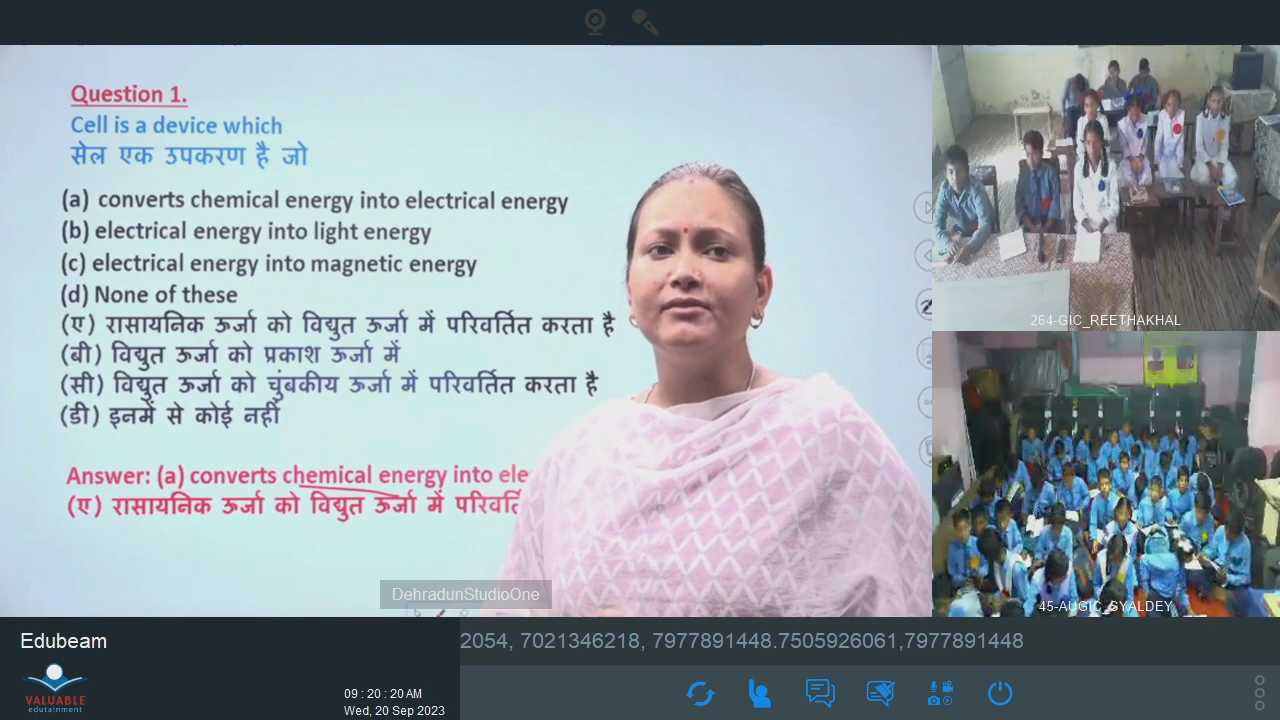 Question 1.
Cell is a device which
सेल एक उपकरण है जो
(a) converts chemical energy into electrical energy
(b) electrical energy into light energy
(c) electrical energy into magnetic energy
(d) None of these
(ए) रासायनिक ऊर्जा को विद्युत ऊर्जा में परिवर्तित करता है
(बी) विद्युत ऊर्जा को प्रकाश ऊर्जा में
(सी) विद्युत ऊर्जा को चुंबकीय ऊर्जा में परिवर्तित करता है
(डी) इनमें से कोई नहीं
Answer: (a) converts chemical energy into ele
(ए) रासायनिक ऊर्जा को विद्युत ऊर्जा में
DehradunStudioOne
264-GIC_REETHAKHAL
45-AUGIC_SYALDEY
Edubeam
2054, 7021346218, 7977891448.7505926061,7977891448
VALUABLE
edutainment
09 : 20 : 20 AM
Wed, 20 Sep 2023